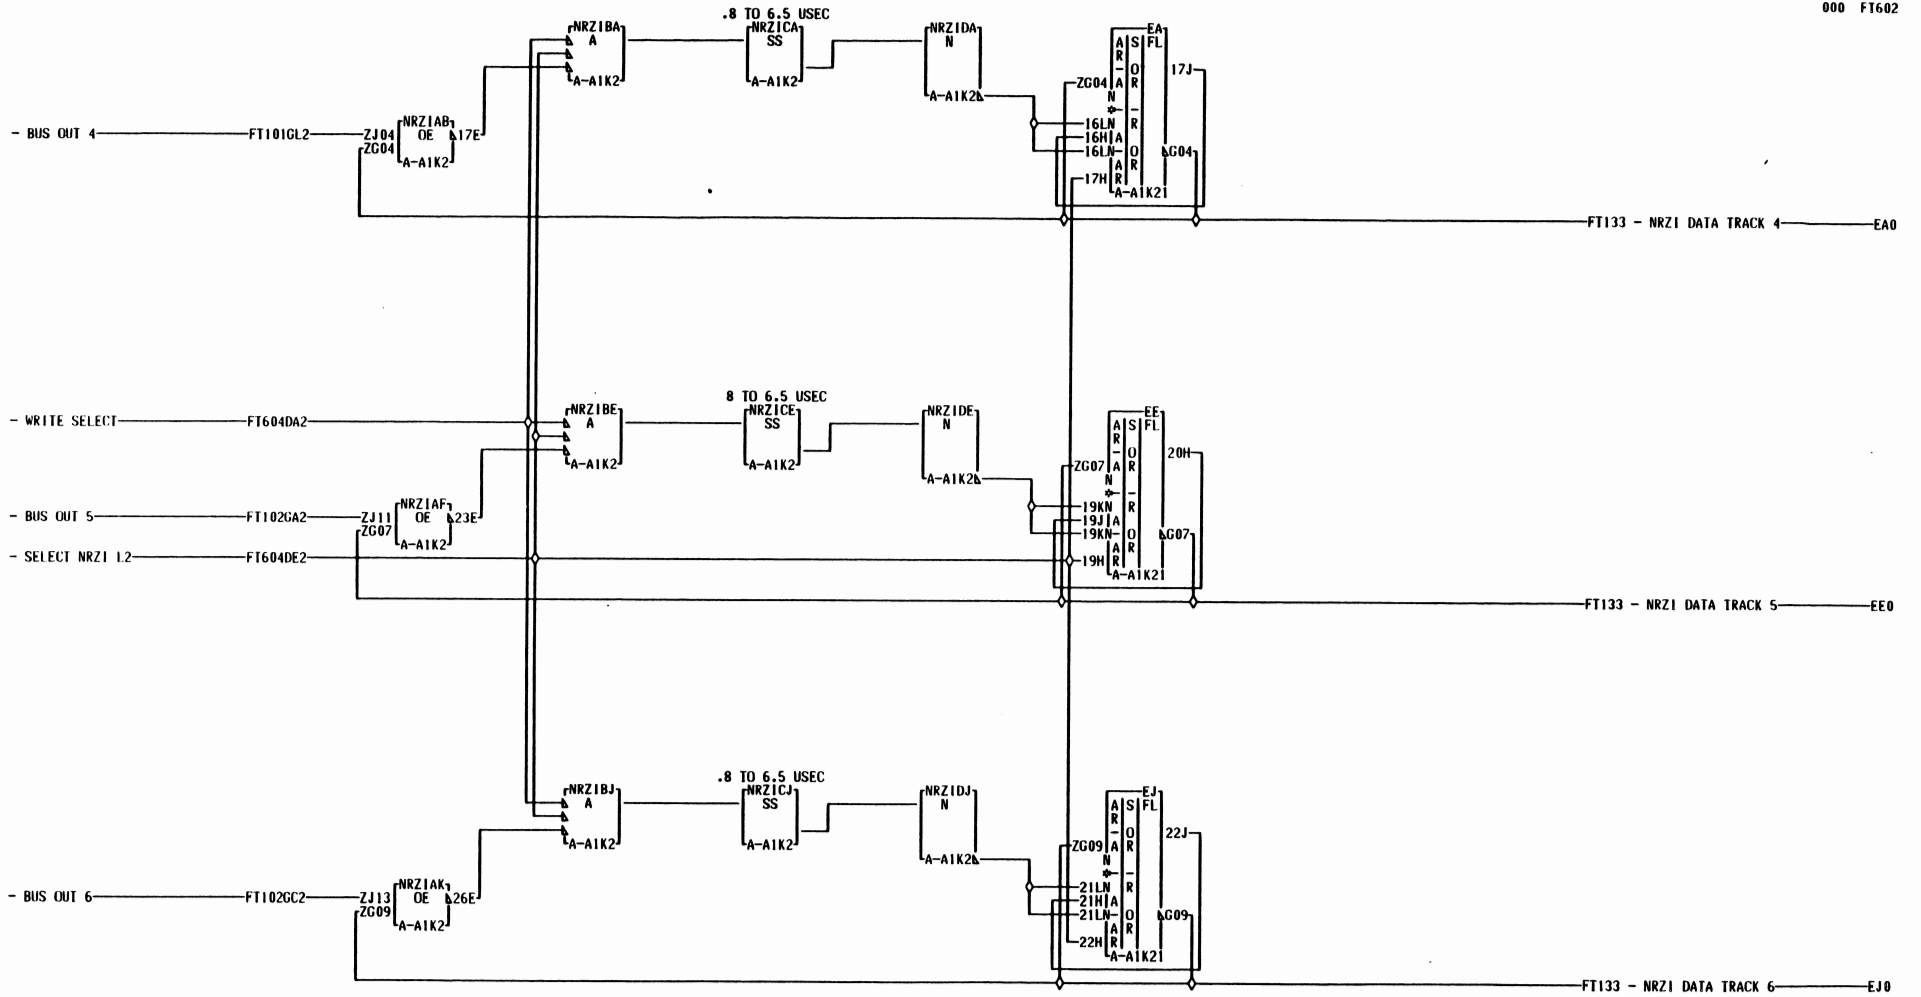 000 FT602
.8 TO 6.5 USEC
NRZIBA
A
A-A1K2
NRZICA
SS
A-A1K2
NRZIDA
N
A-A1K2
EA
A S FL
R
- O
ZG04 A R
N
* -
16LN R
16H A
16LN - O
A R
17H R
A-A1K21
17J
G04
- BUS OUT 4 FT101GL2 ZJ04
ZG04
NRZIAB
OE 17E
A-A1K2
FT133 - NRZI DATA TRACK 4 EA0
8 TO 6.5 USEC
- WRITE SELECT FT604DA2
NRZIBE
A
A-A1K2
NRZICE
SS
A-A1K2
NRZIDE
N
A-A1K2
EE
A S FL
R
- O
ZG07 A R
N
* -
19KN R
19J A
19KN - O
A R
19H R
A-A1K21
20H
G07
- BUS OUT 5 FT102GA2 ZJ11
ZG07
NRZIAF
OE 23E
A-A1K2
- SELECT NRZI L2 FT604DE2
FT133 - NRZI DATA TRACK 5 EE0
.8 TO 6.5 USEC
NRZIBJ
A
A-A1K2
NRZICJ
SS
A-A1K2
NRZIDJ
N
A-A1K2
EJ
A S FL
R
- O
ZG09 A R
N
* -
21LN R
21H A
21LN - O
A R
22H R
A-A1K21
22J
G09
- BUS OUT 6 FT102GC2 ZJ13
ZG09
NRZIAK
OE 26E
A-A1K2
FT133 - NRZI DATA TRACK 6 EJ0